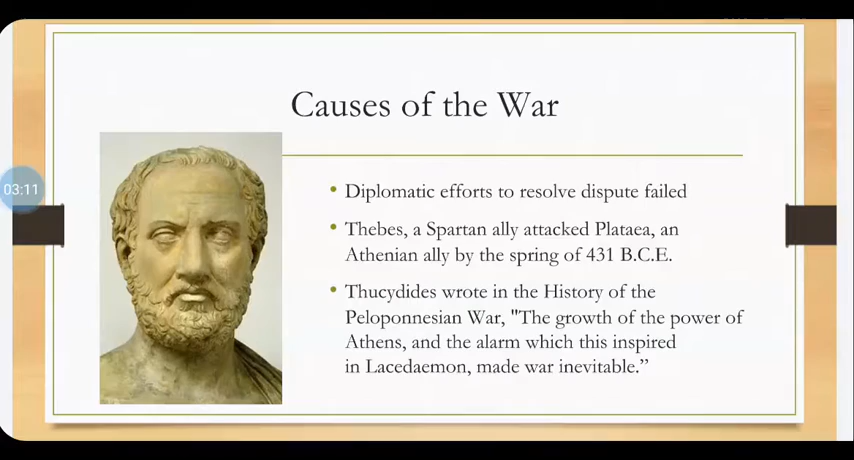 Causes of the War
03:11
• Diplomatic efforts to resolve dispute failed
• Thebes, a Spartan ally attacked Plataea, an
Athenian ally by the spring of 431 B.C.E.
• Thucydides wrote in the History of the
Peloponnesian War, "The growth of the power of
Athens, and the alarm which this inspired
in Lacedaemon, made war inevitable.”